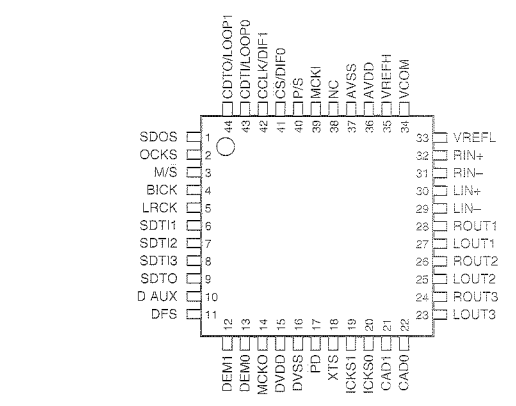 CDTO/LOOP1
CDTI/LOOP0
CCLK/DIF1
CS/DIF0
P/S
MCKI
NC
AVSS
AVDD
VREFH
VCOM
44 43 42 41 40 39 38 37 36 35 34
SDOS 1
OCKS 2
M/S 3
BICK 4
LRCK 5
SDTI1 6
SDTI2 7
SDTI3 8
SDTO 9
D AUX 10
DFS 11
33 VREFL
32 RIN+
31 RIN−
30 LIN+
29 LIN−
28 ROUT1
27 LOUT1
26 ROUT2
25 LOUT2
24 ROUT3
23 LOUT3
12 13 14 15 16 17 18 19 20 21 22
DEM1
DEM0
MCKO
DVDD
DVSS
PD
XTS
ICKS1
ICKS0
CAD1
CAD0